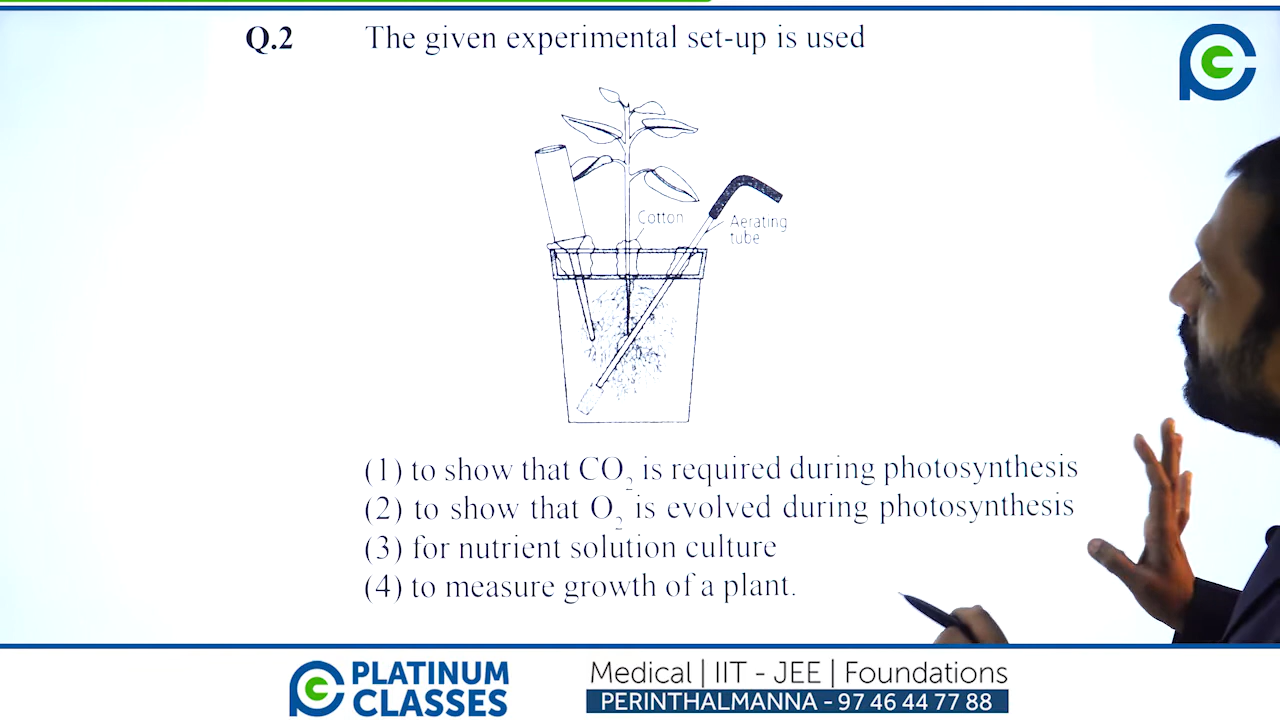 Q.2 The given experimental set-up is used
Cotton
Aerating
tube
(1) to show that CO₂ is required during photosynthesis
(2) to show that O₂ is evolved during photosynthesis
(3) for nutrient solution culture
(4) to measure growth of a plant.
PLATINUM
CLASSES
Medical | IIT - JEE | Foundations
PERINTHALMANNA - 97 46 44 77 88